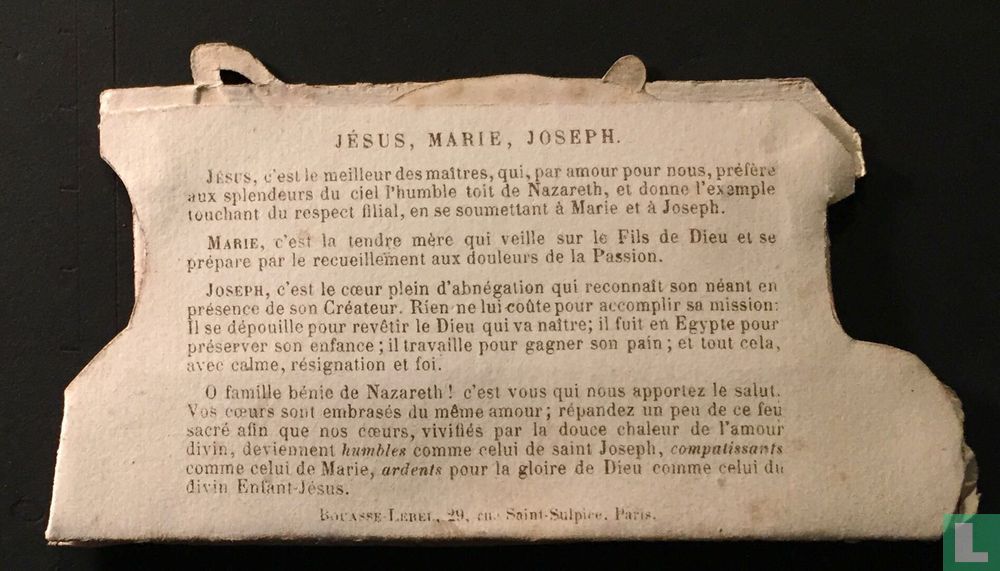 JÉSUS, MARIE, JOSEPH.
JÉSUS, c'est le meilleur des maîtres, qui, par amour pour nous, préfère
aux splendeurs du ciel l'humble toit de Nazareth, et donne l'exemple
touchant du respect filial, en se soumettant à Marie et à Joseph.
MARIE, c'est la tendre mère qui veille sur le Fils de Dieu et se
prépare par le recueillement aux douleurs de la Passion.
JOSEPH, c'est le cœur plein d'abnégation qui reconnaît son néant en
présence de son Créateur. Rien ne lui coûte pour accomplir sa mission:
Il se dépouille pour revêtir le Dieu qui va naître; il fuit en Egypte pour
préserver son enfance; il travaille pour gagner son pain; et tout cela,
avec calme, résignation et foi.
O famille bénie de Nazareth! c'est vous qui nous apportez le salut.
Vos cœurs sont embrasés du même amour; répandez un peu de ce feu
sacré afin que nos cœurs, vivifiés par la douce chaleur de l'amour
divin, deviennent humbles comme celui de saint Joseph, compatissants
comme celui de Marie, ardents pour la gloire de Dieu comme celui du
divin Enfant-Jésus.
BOUASSE-LEBEL, 29, rue Saint-Sulpice, Paris.
L